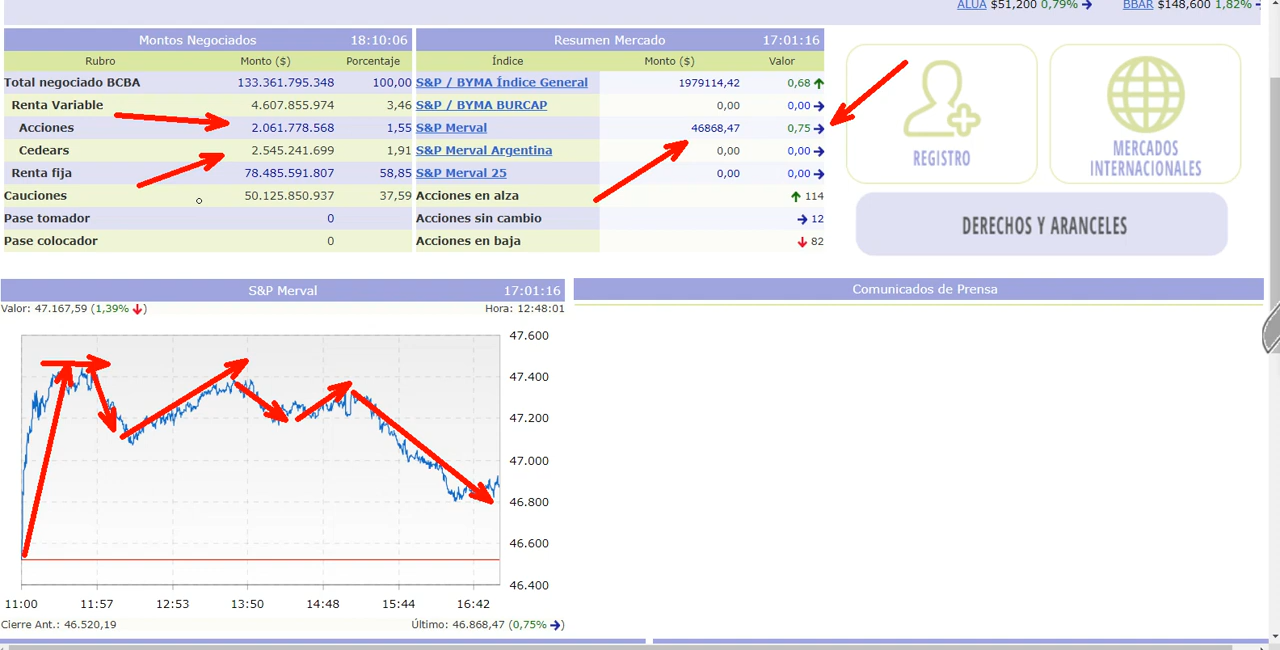 ALUA $51,200 0,79% BBAR $148,600 1,82%
Montos Negociados 18:10:06
Rubro Monto ($) Porcentaje
Total negociado BCBA 133.361.795.348 100,00
Renta Variable 4.607.855.974 3,46
Acciones 2.061.778.568 1,55
Cedears 2.545.241.699 1,91
Renta fija 78.485.591.807 58,85
Cauciones 50.125.850.937 37,59
Pase tomador 0
Pase colocador 0
Resumen Mercado 17:01:16
Índice Monto ($) Valor
S&P / BYMA Índice General 1979114,42 0,68
S&P / BYMA BURCAP 0,00 0,00
S&P Merval 46868,47 0,75
S&P Merval Argentina 0,00 0,00
S&P Merval 25 0,00 0,00
Acciones en alza 114
Acciones sin cambio 12
Acciones en baja 82
REGISTRO
MERCADOS
INTERNACIONALES
DERECHOS Y ARANCELES
S&P Merval 17:01:16
Valor: 47.167,59 (1,39% ) Hora: 12:48:01
47.600
47.400
47.200
47.000
46.800
46.600
46.400
11:00 11:57 12:53 13:50 14:48 15:44 16:42
Cierre Ant.: 46.520,19 Último: 46.868,47 (0,75% )
Comunicados de Prensa